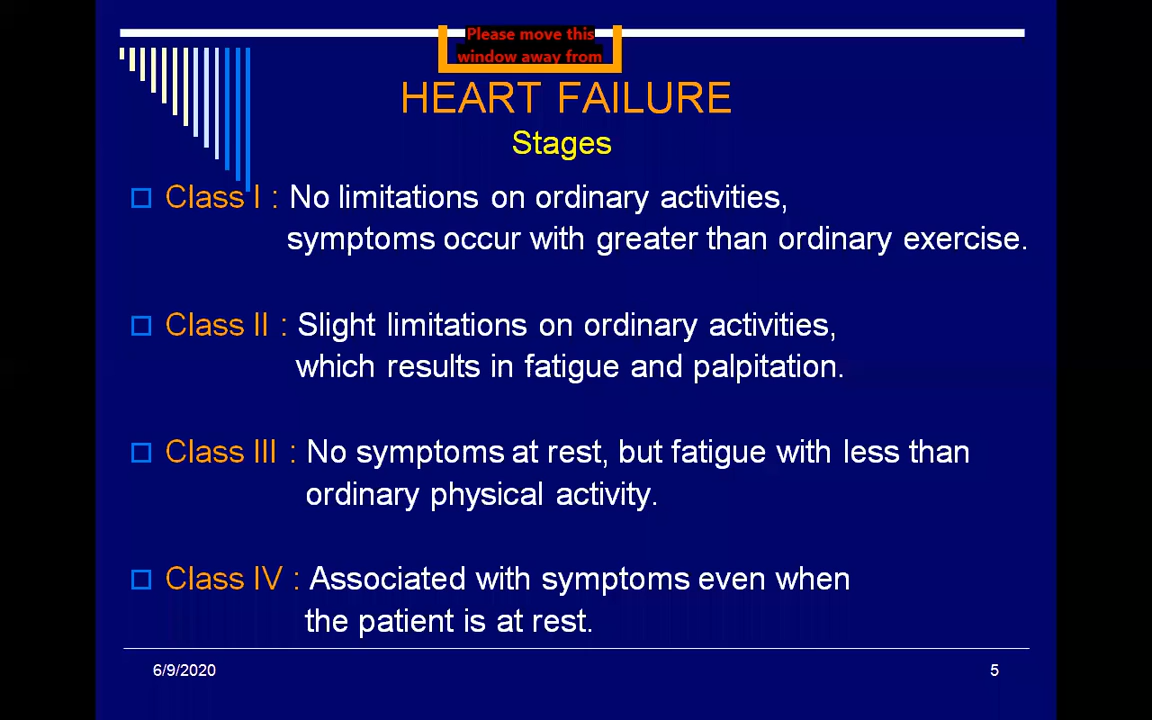 Please move this
window away from
HEART FAILURE
Stages
Class I : No limitations on ordinary activities,
symptoms occur with greater than ordinary exercise.
Class II : Slight limitations on ordinary activities,
which results in fatigue and palpitation.
Class III : No symptoms at rest, but fatigue with less than
ordinary physical activity.
Class IV : Associated with symptoms even when
the patient is at rest.
6/9/2020 5